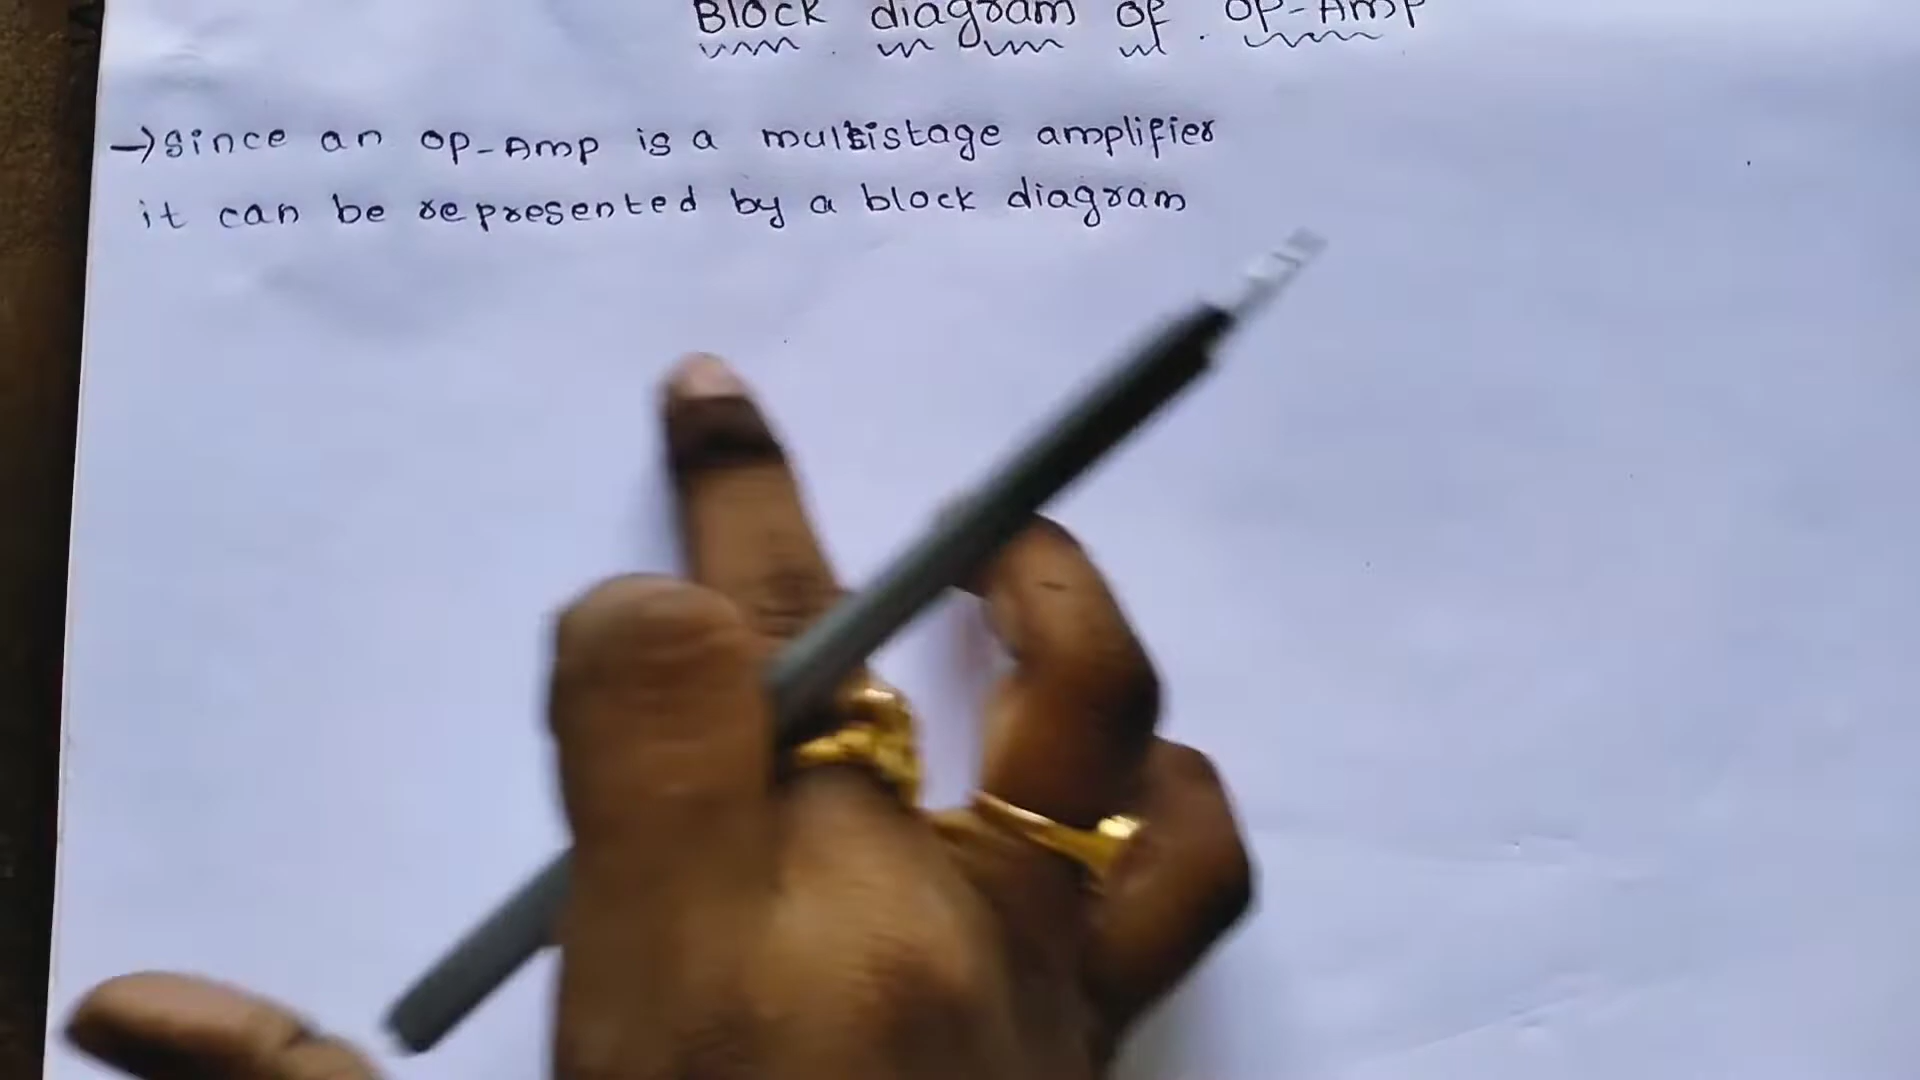 Block diagram of OP-Amp
→ since an op-Amp is a multistage amplifier
it can be represented by a block diagram